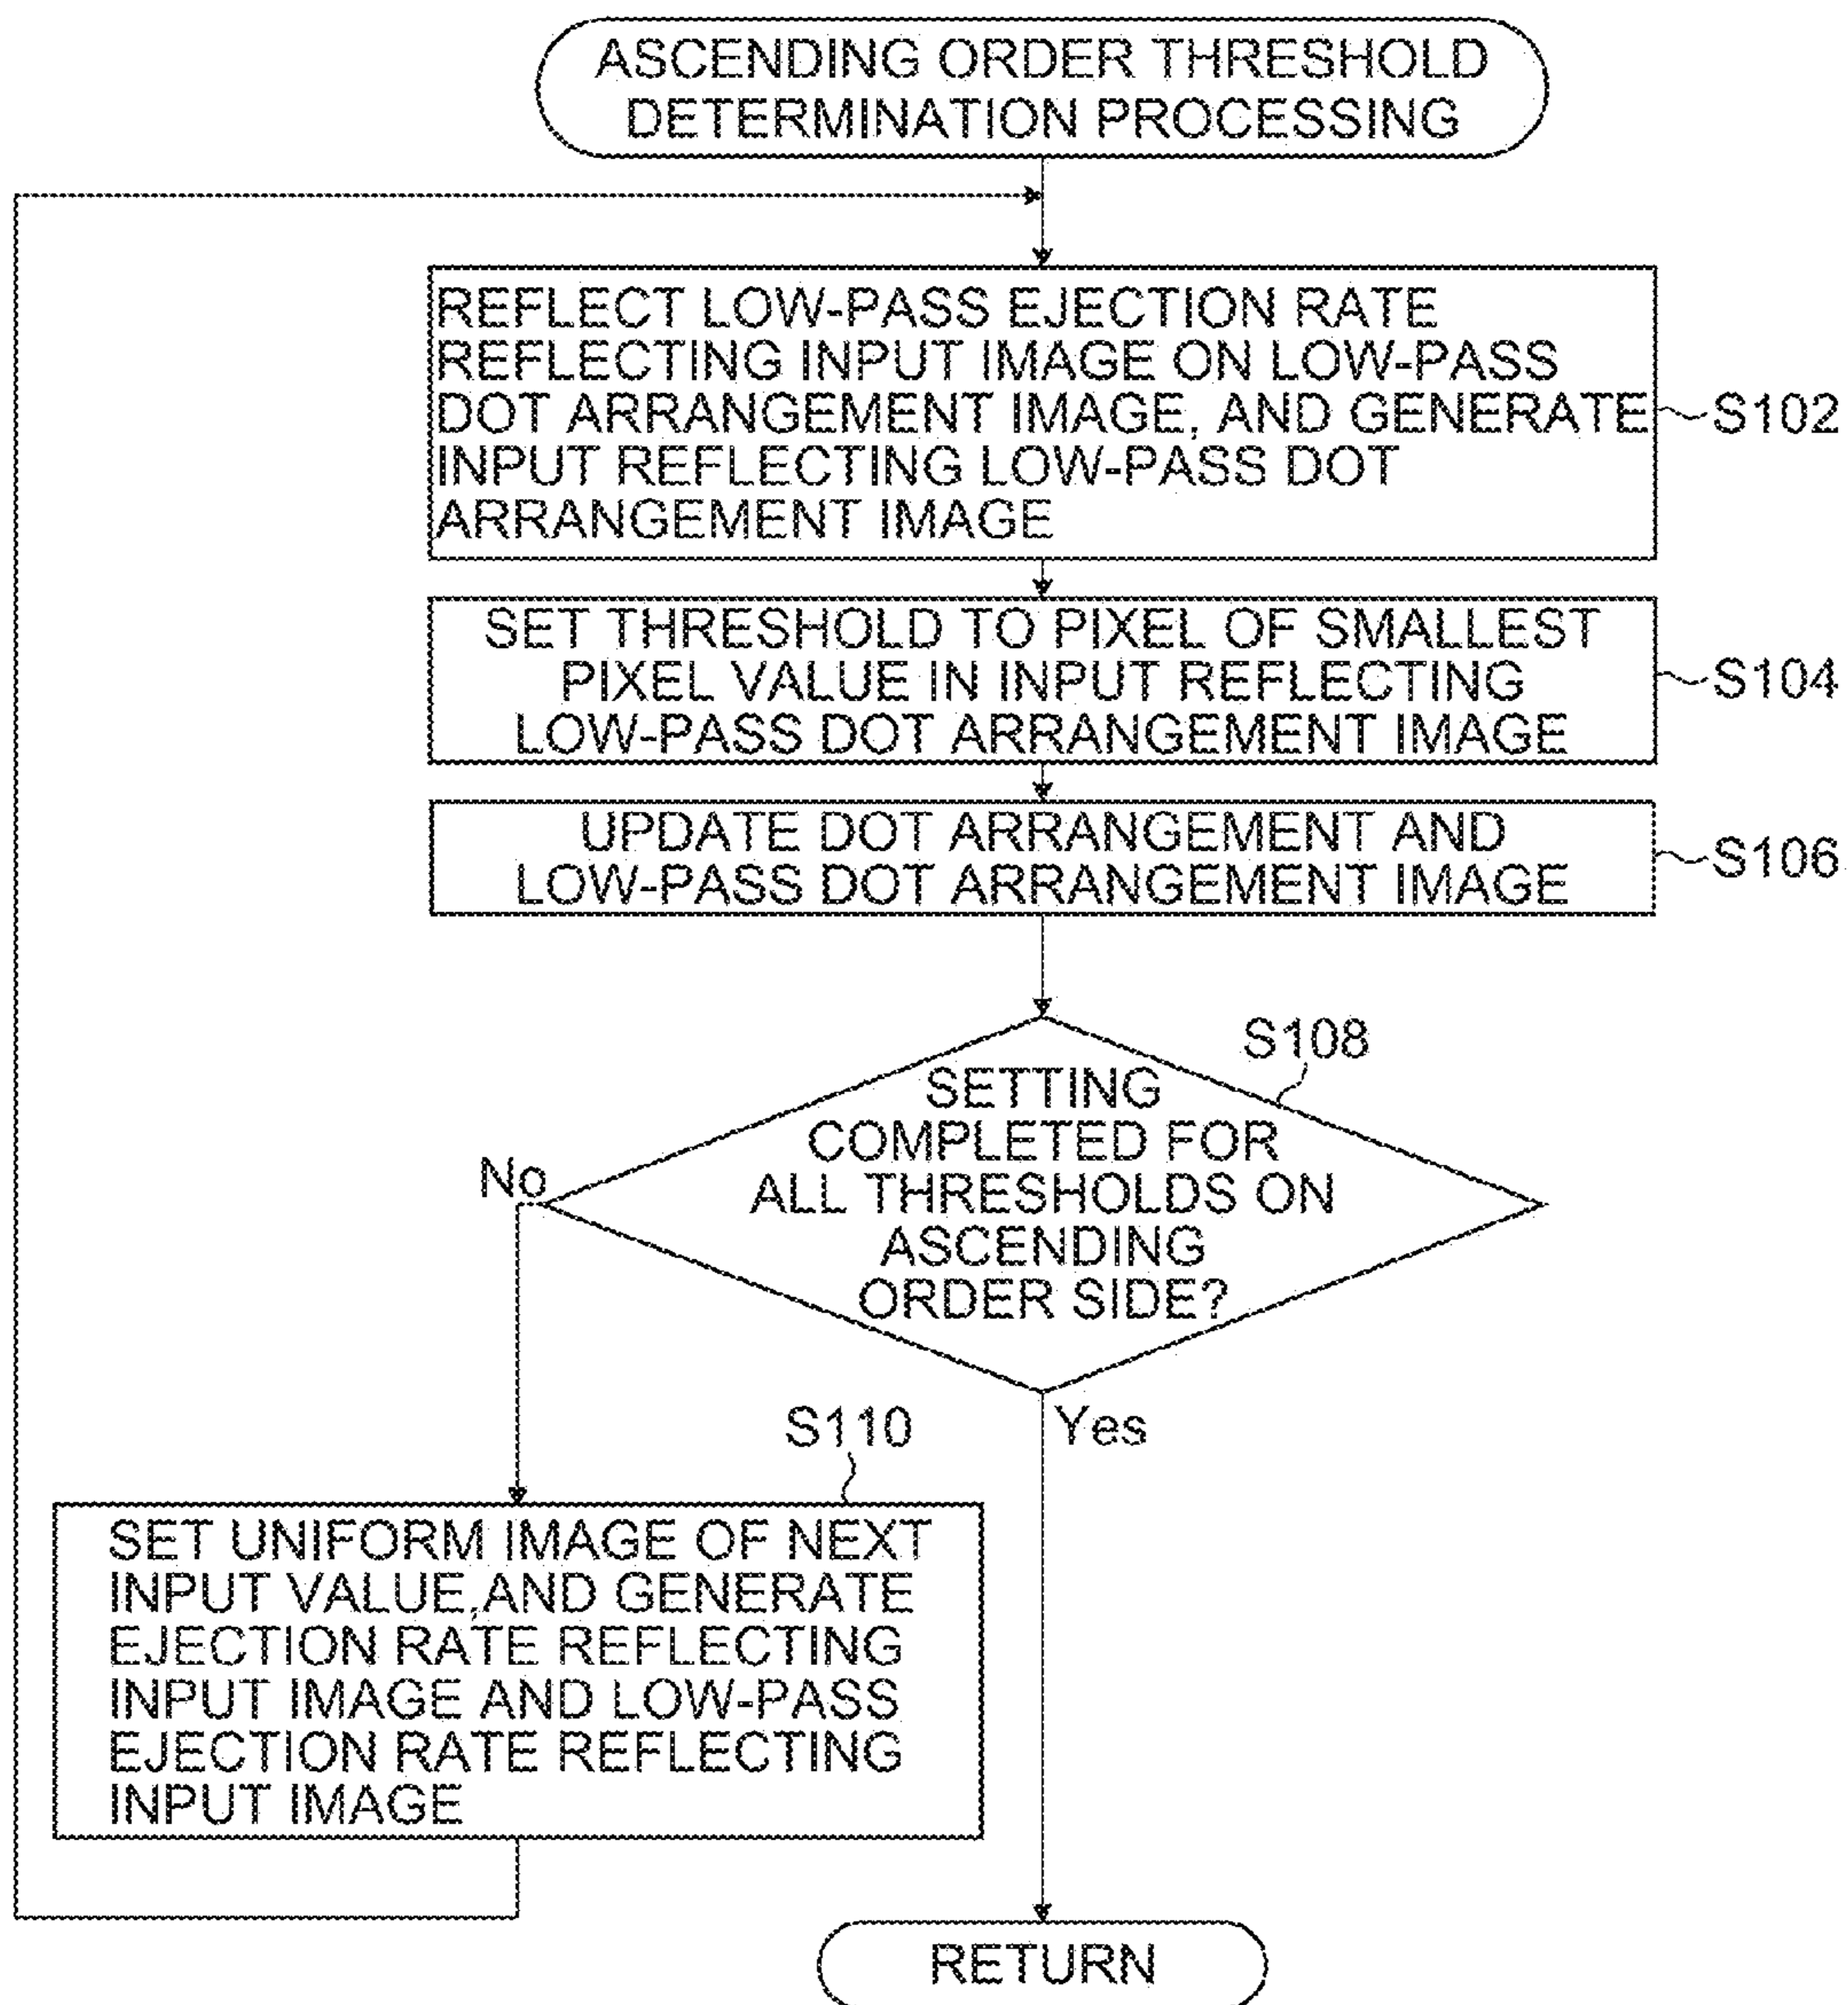 ASCENDING ORDER THRESHOLD
DETERMINATION PROCESSING
REFLECT LOW-PASS EJECTION RATE
REFLECTING INPUT IMAGE ON LOW-PASS
DOT ARRANGEMENT IMAGE, AND GENERATE
INPUT REFLECTING LOW-PASS DOT
ARRANGEMENT IMAGE
S102
SET THRESHOLD TO PIXEL OF SMALLEST
PIXEL VALUE IN INPUT REFLECTING
LOW-PASS DOT ARRANGEMENT IMAGE
S104
UPDATE DOT ARRANGEMENT AND
LOW-PASS DOT ARRANGEMENT IMAGE
S106
S108
SETTING
COMPLETED FOR
ALL THRESHOLDS ON
ASCENDING
ORDER SIDE?
No
Yes
S110
SET UNIFORM IMAGE OF NEXT
INPUT VALUE,AND GENERATE
EJECTION RATE REFLECTING
INPUT IMAGE AND LOW-PASS
EJECTION RATE REFLECTING
INPUT IMAGE
RETURN